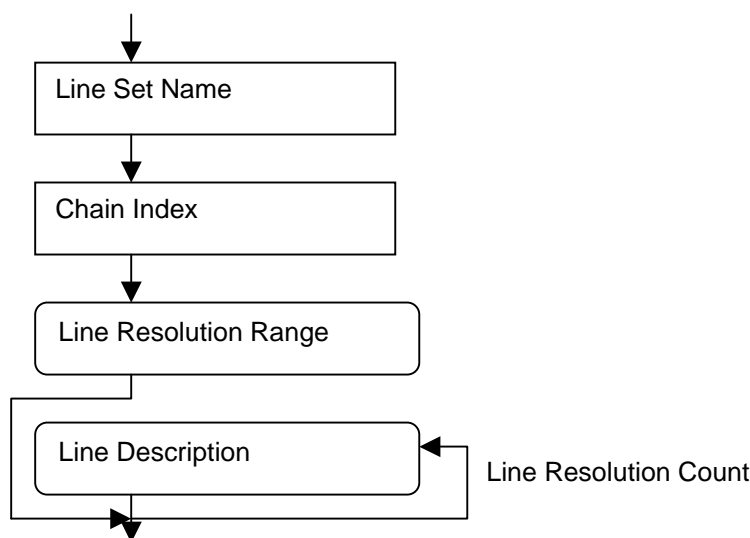 Line Set Name
Chain Index
Line Resolution Range
Line Description
Line Resolution Count